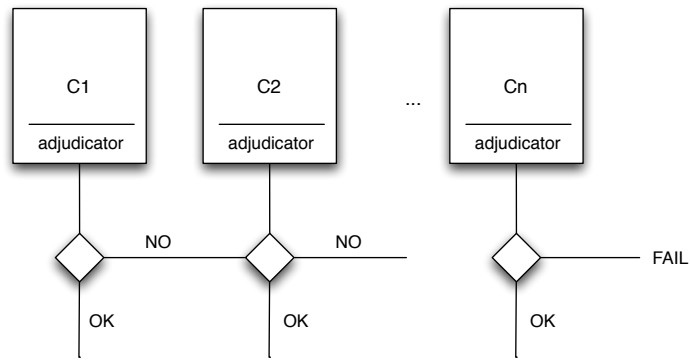 C1
C2
...
Cn
adjudicator
adjudicator
adjudicator
NO
NO
FAIL
OK
OK
OK